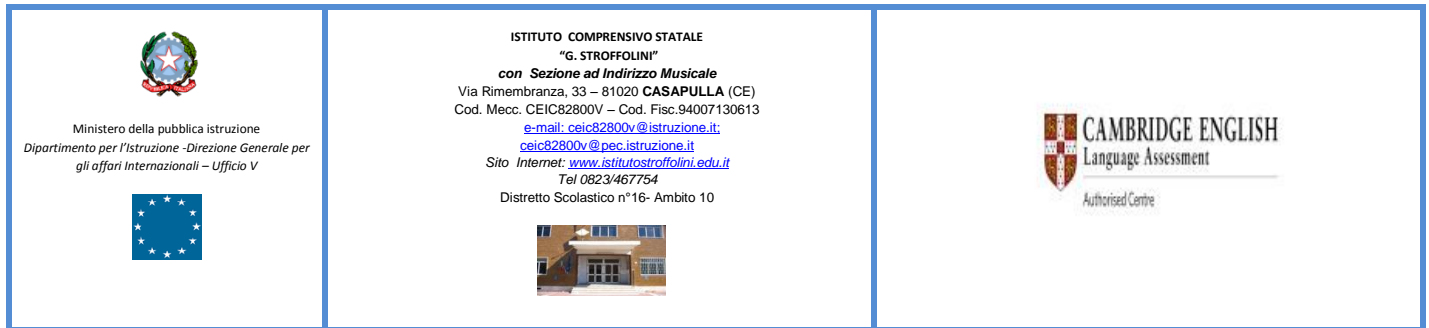 Ministero della pubblica istruzione
Dipartimento per l'Istruzione -Direzione Generale per
gli affari Internazionali – Ufficio V
ISTITUTO COMPRENSIVO STATALE
"G. STROFFOLINI"
con Sezione ad Indirizzo Musicale
Via Rimembranza, 33 – 81020 CASAPULLA (CE)
Cod. Mecc. CEIC82800V – Cod. Fisc.94007130613
e-mail: ceic82800v@istruzione.it;
ceic82800v@pec.istruzione.it
Sito Internet: www.istitutostroffolini.edu.it
Tel 0823/467754
Distretto Scolastico n°16- Ambito 10
CAMBRIDGE ENGLISH
Language Assessment
Authorised Centre